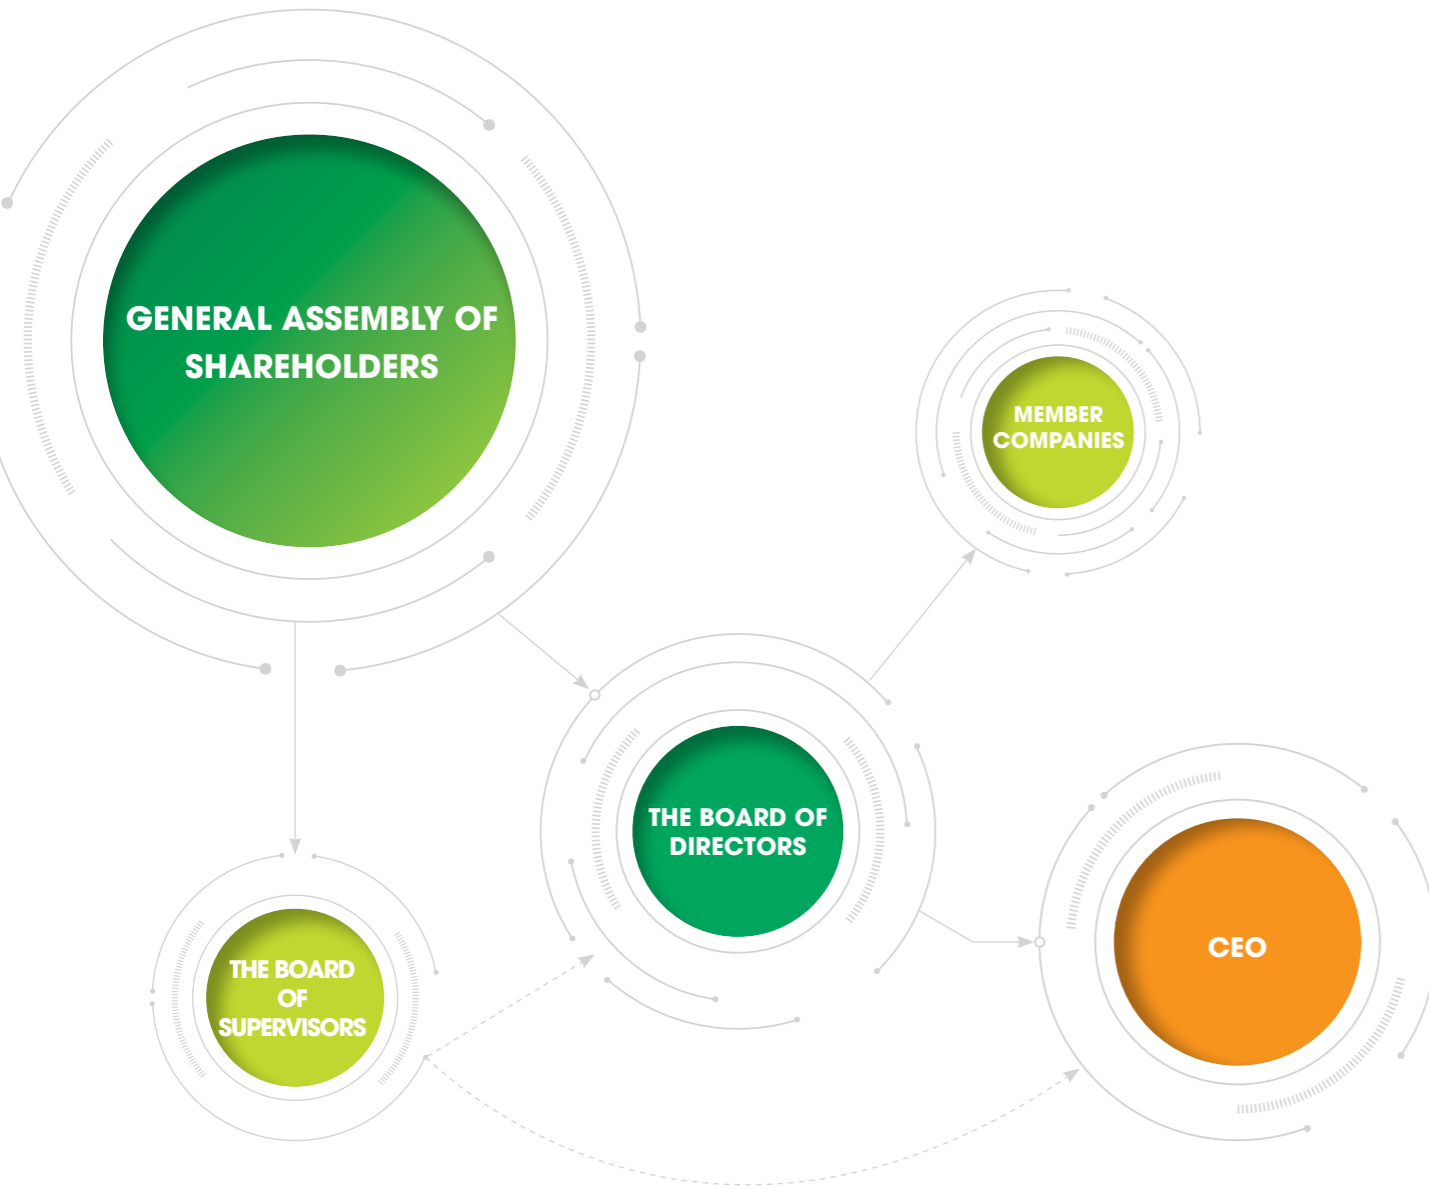 GENERAL ASSEMBLY OF
SHAREHOLDERS
MEMBER
COMPANIES
THE BOARD OF
DIRECTORS
CEO
THE BOARD
OF
SUPERVISORS